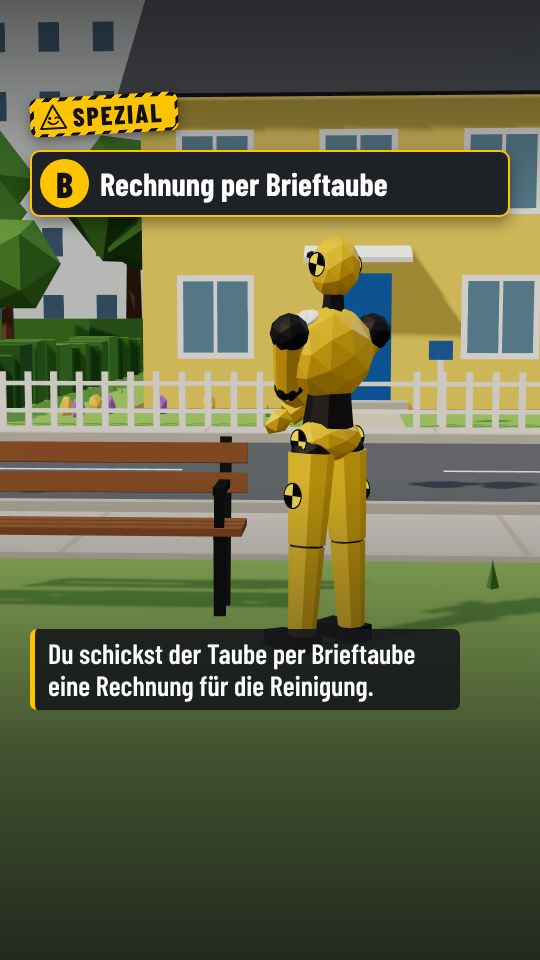 SPEZIAL
B Rechnung per Brieftaube
Du schickst der Taube per Brieftaube
eine Rechnung für die Reinigung.